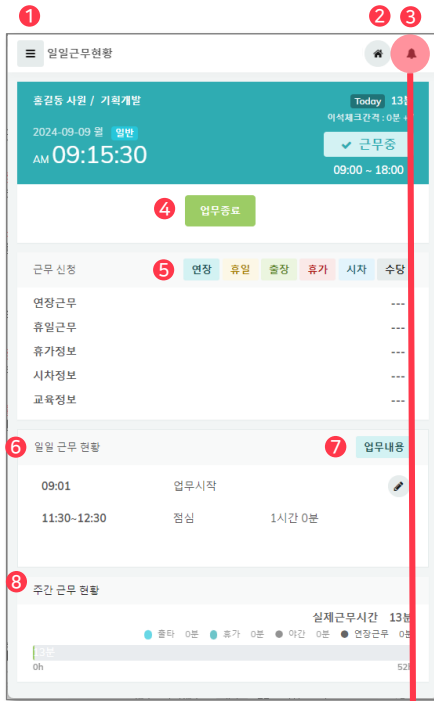 1
2
3
일일근무현황
홍길동 사원 / 기획개발
Today 13분
이석체크간격 : 0분
2024-09-09 월 일반
AM 09:15:30
근무중
09:00 ~ 18:00
4 업무종료
근무 신청 5 연장 휴일 출장 휴가 시차 수당
연장근무 ---
휴일근무 ---
휴가정보 ---
시차정보 ---
교육정보 ---
6 일일 근무 현황 7 업무내용
09:01 업무시작
11:30~12:30 점심 1시간 0분
8 주간 근무 현황
실제근무시간 13분
출타 0분 휴가 0분 야간 0분 연장근무 0분
13분
0h 52h